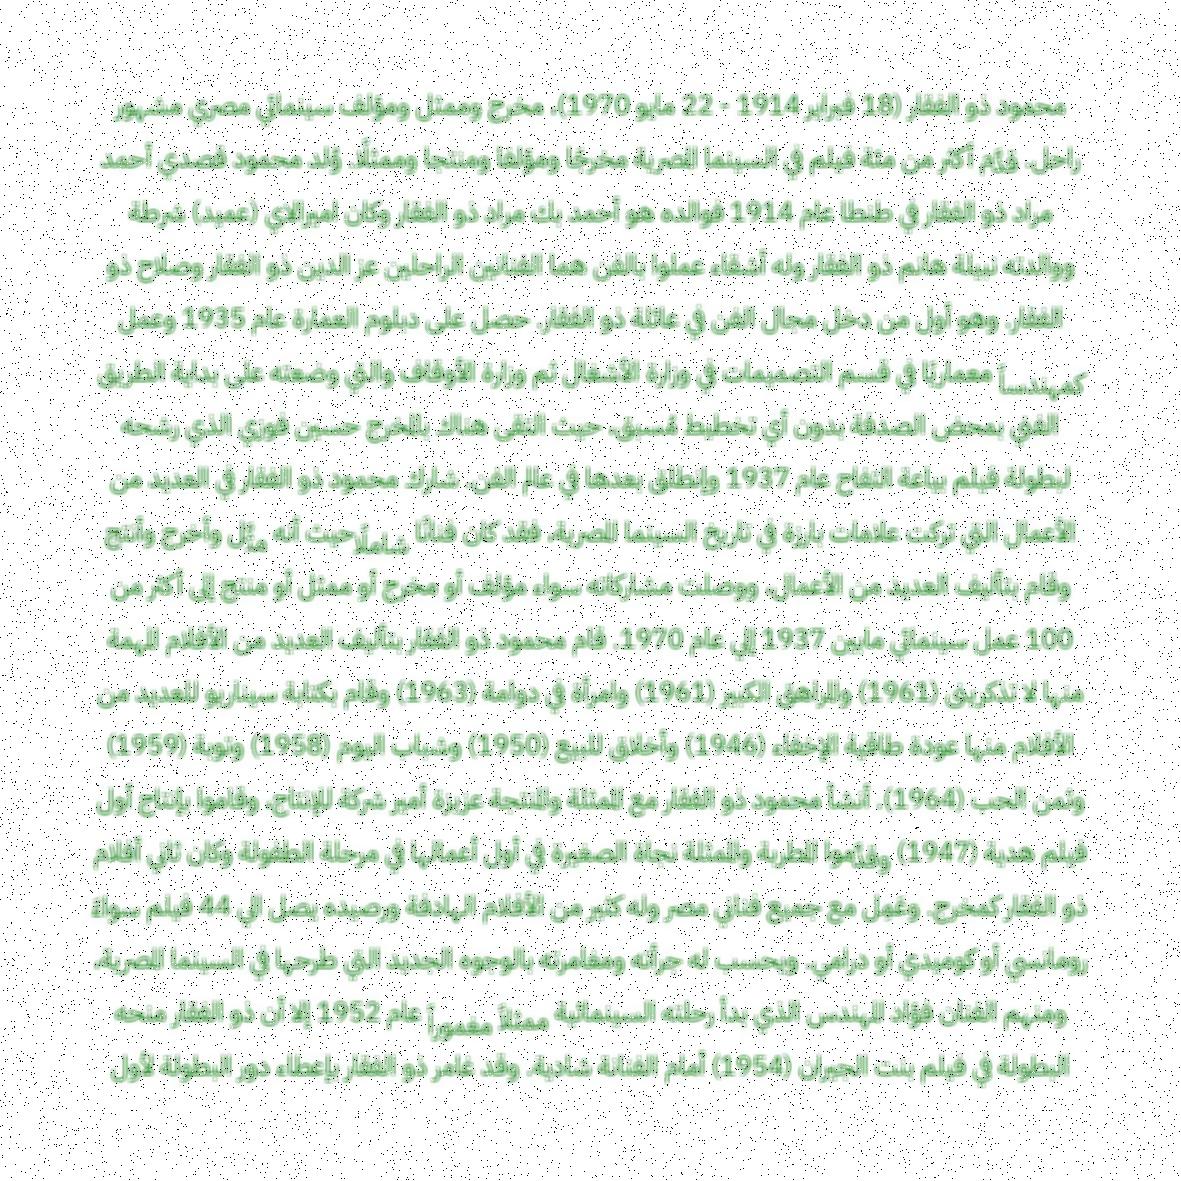 محمود ذو الفقار (18 فبراير 1914 - 22 مايو 1970)، مخرج وممثل ومؤلف سينمائي مصري مشهور
راحل. قدّم أكثر من مئة فيلم في السينما المصرية مخرجًا ومؤلفا ومنتجا وممثلاً. وُلد محمود قصدي أحمد
مراد ذو الفقار في طنطا عام 1914 فوالده هو أحمد بك مراد ذو الفقار وكان اميرالاي (عميد) شرطة
ووالدته نبيلة هانم ذو الفقار وله أشقاء عملوا بالفن هما الفنانين الراحلين عز الدين ذو الفقار وصلاح ذو
الفقار. وهو أول من دخل مجال الفن في عائلة ذو الفقار. حصل على دبلوم العمارة عام 1935 وعمل
كمهندساً معماريًا في قسم التصميمات في وزارة الأشغال ثم وزارة الأوقاف والتي وضعته على بداية الطريق
الفني بمحض الصدفة بدون أي تخطيط مُسبق، حيث التقى هناك بالمخرج حسين فوزي الذي رشحه
لبطولة فيلم بياعة التفاح عام 1937 وإنطلق بعدها في عالم الفن. شارك محمود ذو الفقار في العديد من
الأعمال التي تركت علامات بارزة في تاريخ السينما المصرية، فقد كان فنانًا شاملاً حيث أنه مثّل وأخرج وأنتج
وقام بتأليف العديد من الأعمال، ووصلت مشاركاته سواء مؤلف أو مخرج أو ممثل أو منتج إلى أكثر من
100 عمل سينمائي مابين 1937 إلي عام 1970. قام محمود ذو الفقار بتأليف العديد من الأفلام المهمة
منها لا تذكريني (1961) والمراهق الكبير (1961) وامرأة في دوامة (1963) وقام بكتابة سيناريو للعديد من
الأفلام منها عودة طاقية الإخفاء (1946) وأخلاق للبيع (1950) وشباب اليوم (1958) وتوبة (1959)
وثمن الحب (1964). أنشأ محمود ذو الفقار مع الممثلة والمنتجة عزيزة أمير شركة للإنتاج، وقاموا بإنتاج أول
فيلم هدية (1947) وقدّموا المطربة والممثلة نجاة الصغيرة في أول أعمالها في مرحلة الطفولة وكان ثاني أفلام
ذو الفقار كمخرج. وعُمِل مع جميع فناني مصر وله كثير من الأفلام الهادفة ورصيده يصل الي 44 فيلم سواءً
رومانسي أو كوميدي أو درامي. ويحسب له جرأته ومغامرته بالوجوه الجديد التي طرحها في السينما المصرية،
ومنهم الفنان فؤاد المهندس الذي بدأ رحلته السينمائية ممثلاً مغموراً عام 1952 إلا أن ذو الفقار منحه
البطولة في فيلم بنت الجيران (1954) أمام الفنانة شادية. وقد غامر ذو الفقار بإعطاء دور البطولة لأول